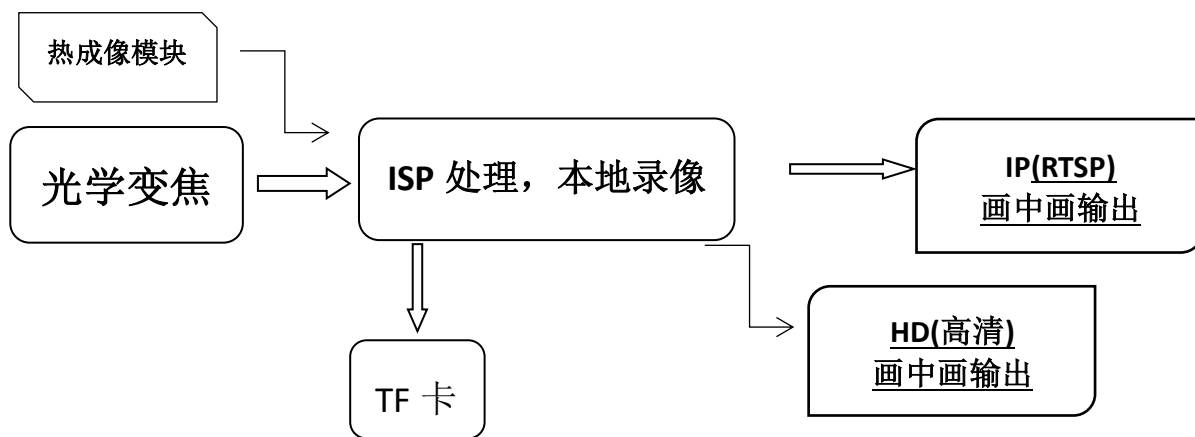 热成像模块
光学变焦
ISP 处理，本地录像
IP(RTSP)
画中画输出
HD(高清)
画中画输出
TF 卡